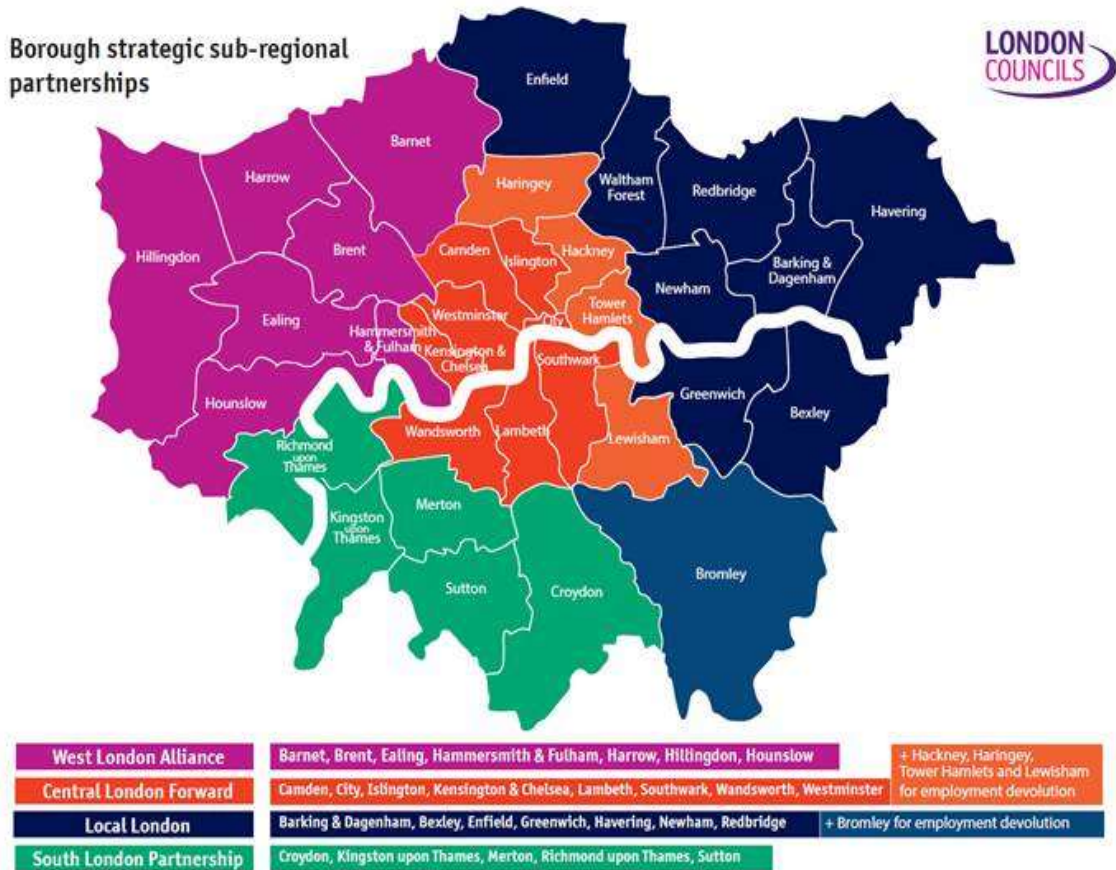 Borough strategic sub-regional
partnerships
LONDON
COUNCILS
Enfield
Barnet
Harrow
Haringey
Waltham
Forest
Redbridge
Havering
Hillingdon
Brent
Camden
Islington
Hackney
Barking &
Dagenham
Newham
Ealing
Westminster
Tower
Hamlets
City
Hammersmith
& Fulham
Kensington &
Chelsea
Southwark
Greenwich
Bexley
Hounslow
Wandsworth
Lambeth
Lewisham
Richmond
upon
Thames
Merton
Kingston
upon
Thames
Sutton
Croydon
Bromley
West London Alliance
Barnet, Brent, Ealing, Hammersmith & Fulham, Harrow, Hillingdon, Hounslow
+ Hackney, Haringey,
Tower Hamlets and Lewisham
for employment devolution
Central London Forward
Camden, City, Islington, Kensington & Chelsea, Lambeth, Southwark, Wandsworth, Westminster
Local London
Barking & Dagenham, Bexley, Enfield, Greenwich, Havering, Newham, Redbridge
+ Bromley for employment devolution
South London Partnership
Croydon, Kingston upon Thames, Merton, Richmond upon Thames, Sutton